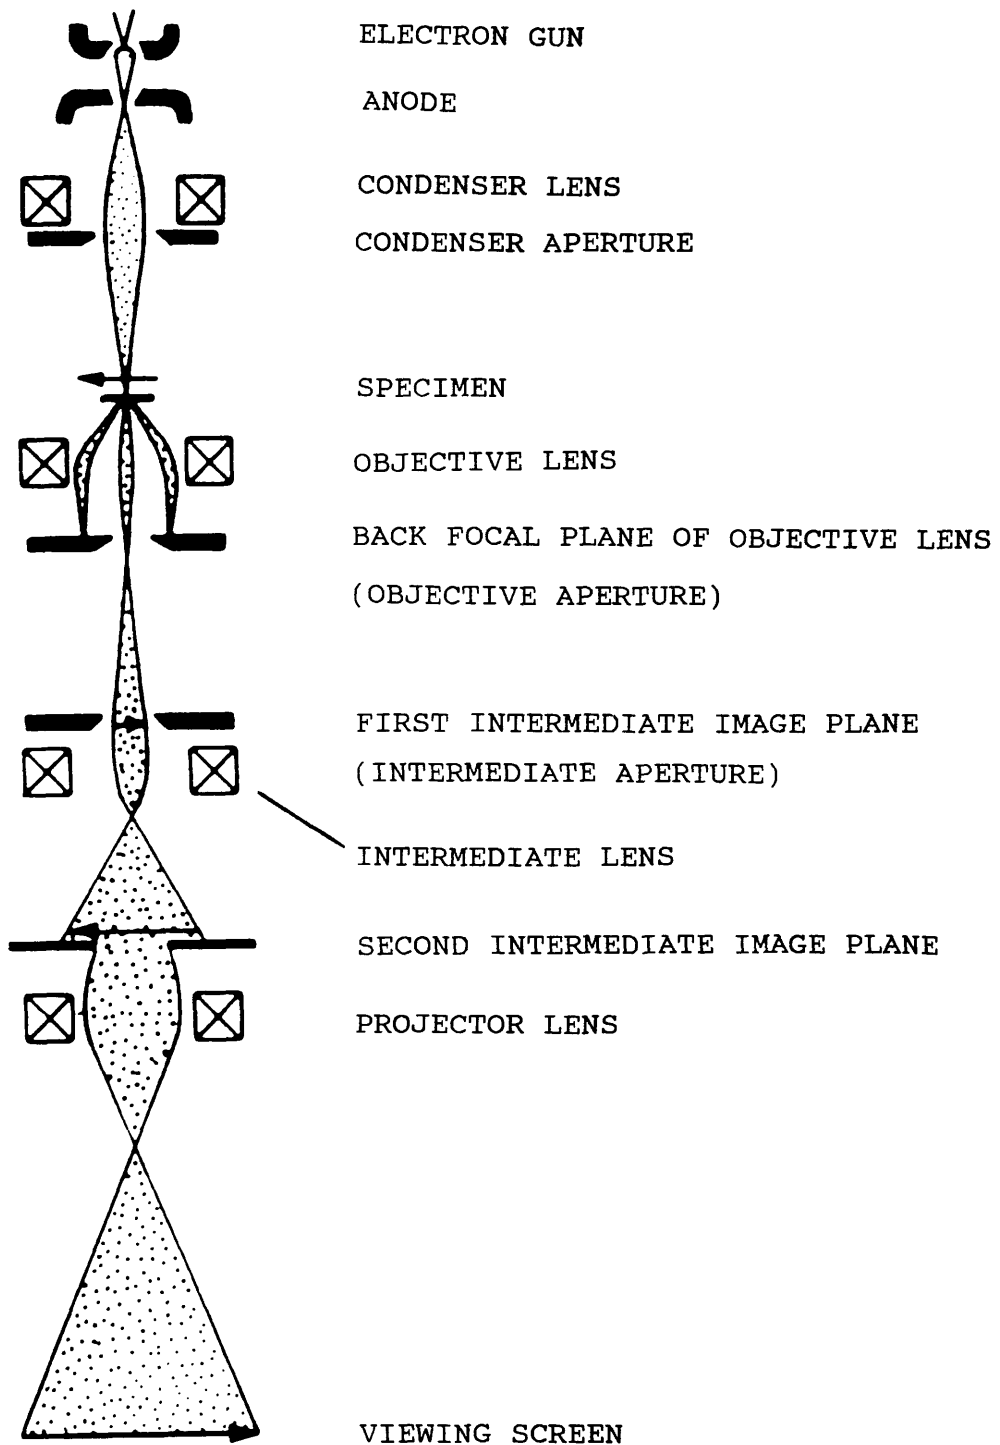 ELECTRON GUN
ANODE
CONDENSER LENS
CONDENSER APERTURE
SPECIMEN
OBJECTIVE LENS
BACK FOCAL PLANE OF OBJECTIVE LENS
(OBJECTIVE APERTURE)
FIRST INTERMEDIATE IMAGE PLANE
(INTERMEDIATE APERTURE)
INTERMEDIATE LENS
SECOND INTERMEDIATE IMAGE PLANE
PROJECTOR LENS
VIEWING SCREEN